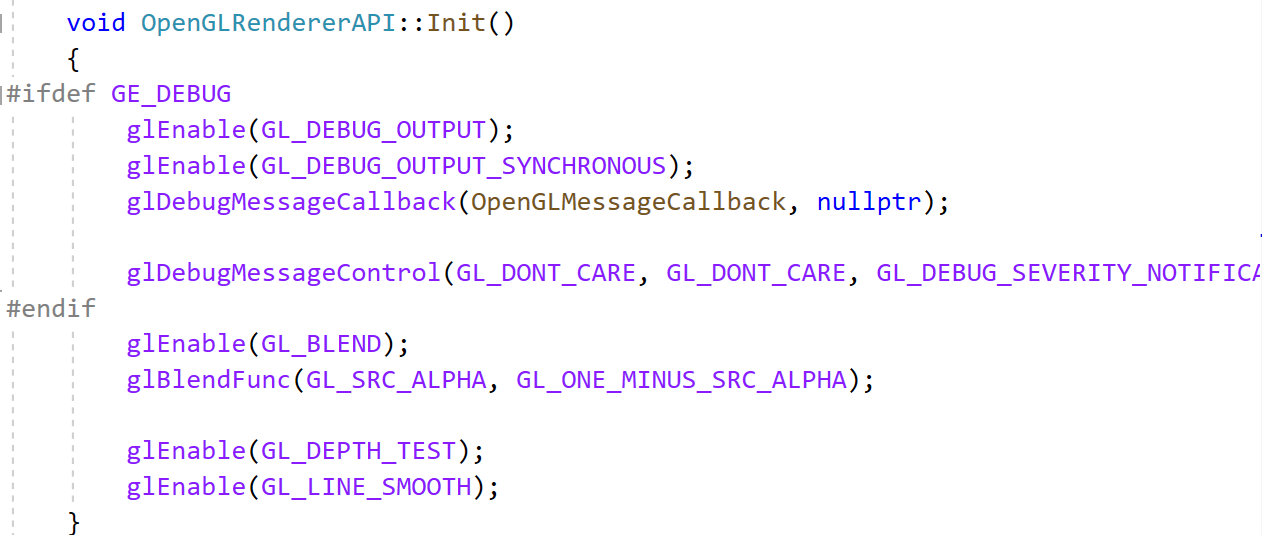 void OpenGLRendererAPI::Init()
{
#ifdef GE_DEBUG
glEnable(GL_DEBUG_OUTPUT);
glEnable(GL_DEBUG_OUTPUT_SYNCHRONOUS);
glDebugMessageCallback(OpenGLMessageCallback, nullptr);
glDebugMessageControl(GL_DONT_CARE, GL_DONT_CARE, GL_DEBUG_SEVERITY_NOTIFICA
#endif
glEnable(GL_BLEND);
glBlendFunc(GL_SRC_ALPHA, GL_ONE_MINUS_SRC_ALPHA);
glEnable(GL_DEPTH_TEST);
glEnable(GL_LINE_SMOOTH);
}